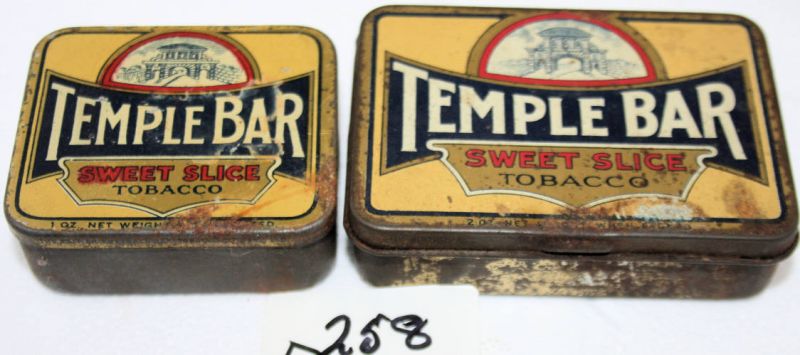 TEMPLE BAR
SWEET SLICE
TOBACCO
1 OZ. NET WEIGHT
TEMPLE BAR
SWEET SLICE
TOBACCO
2 OZ. NET
258